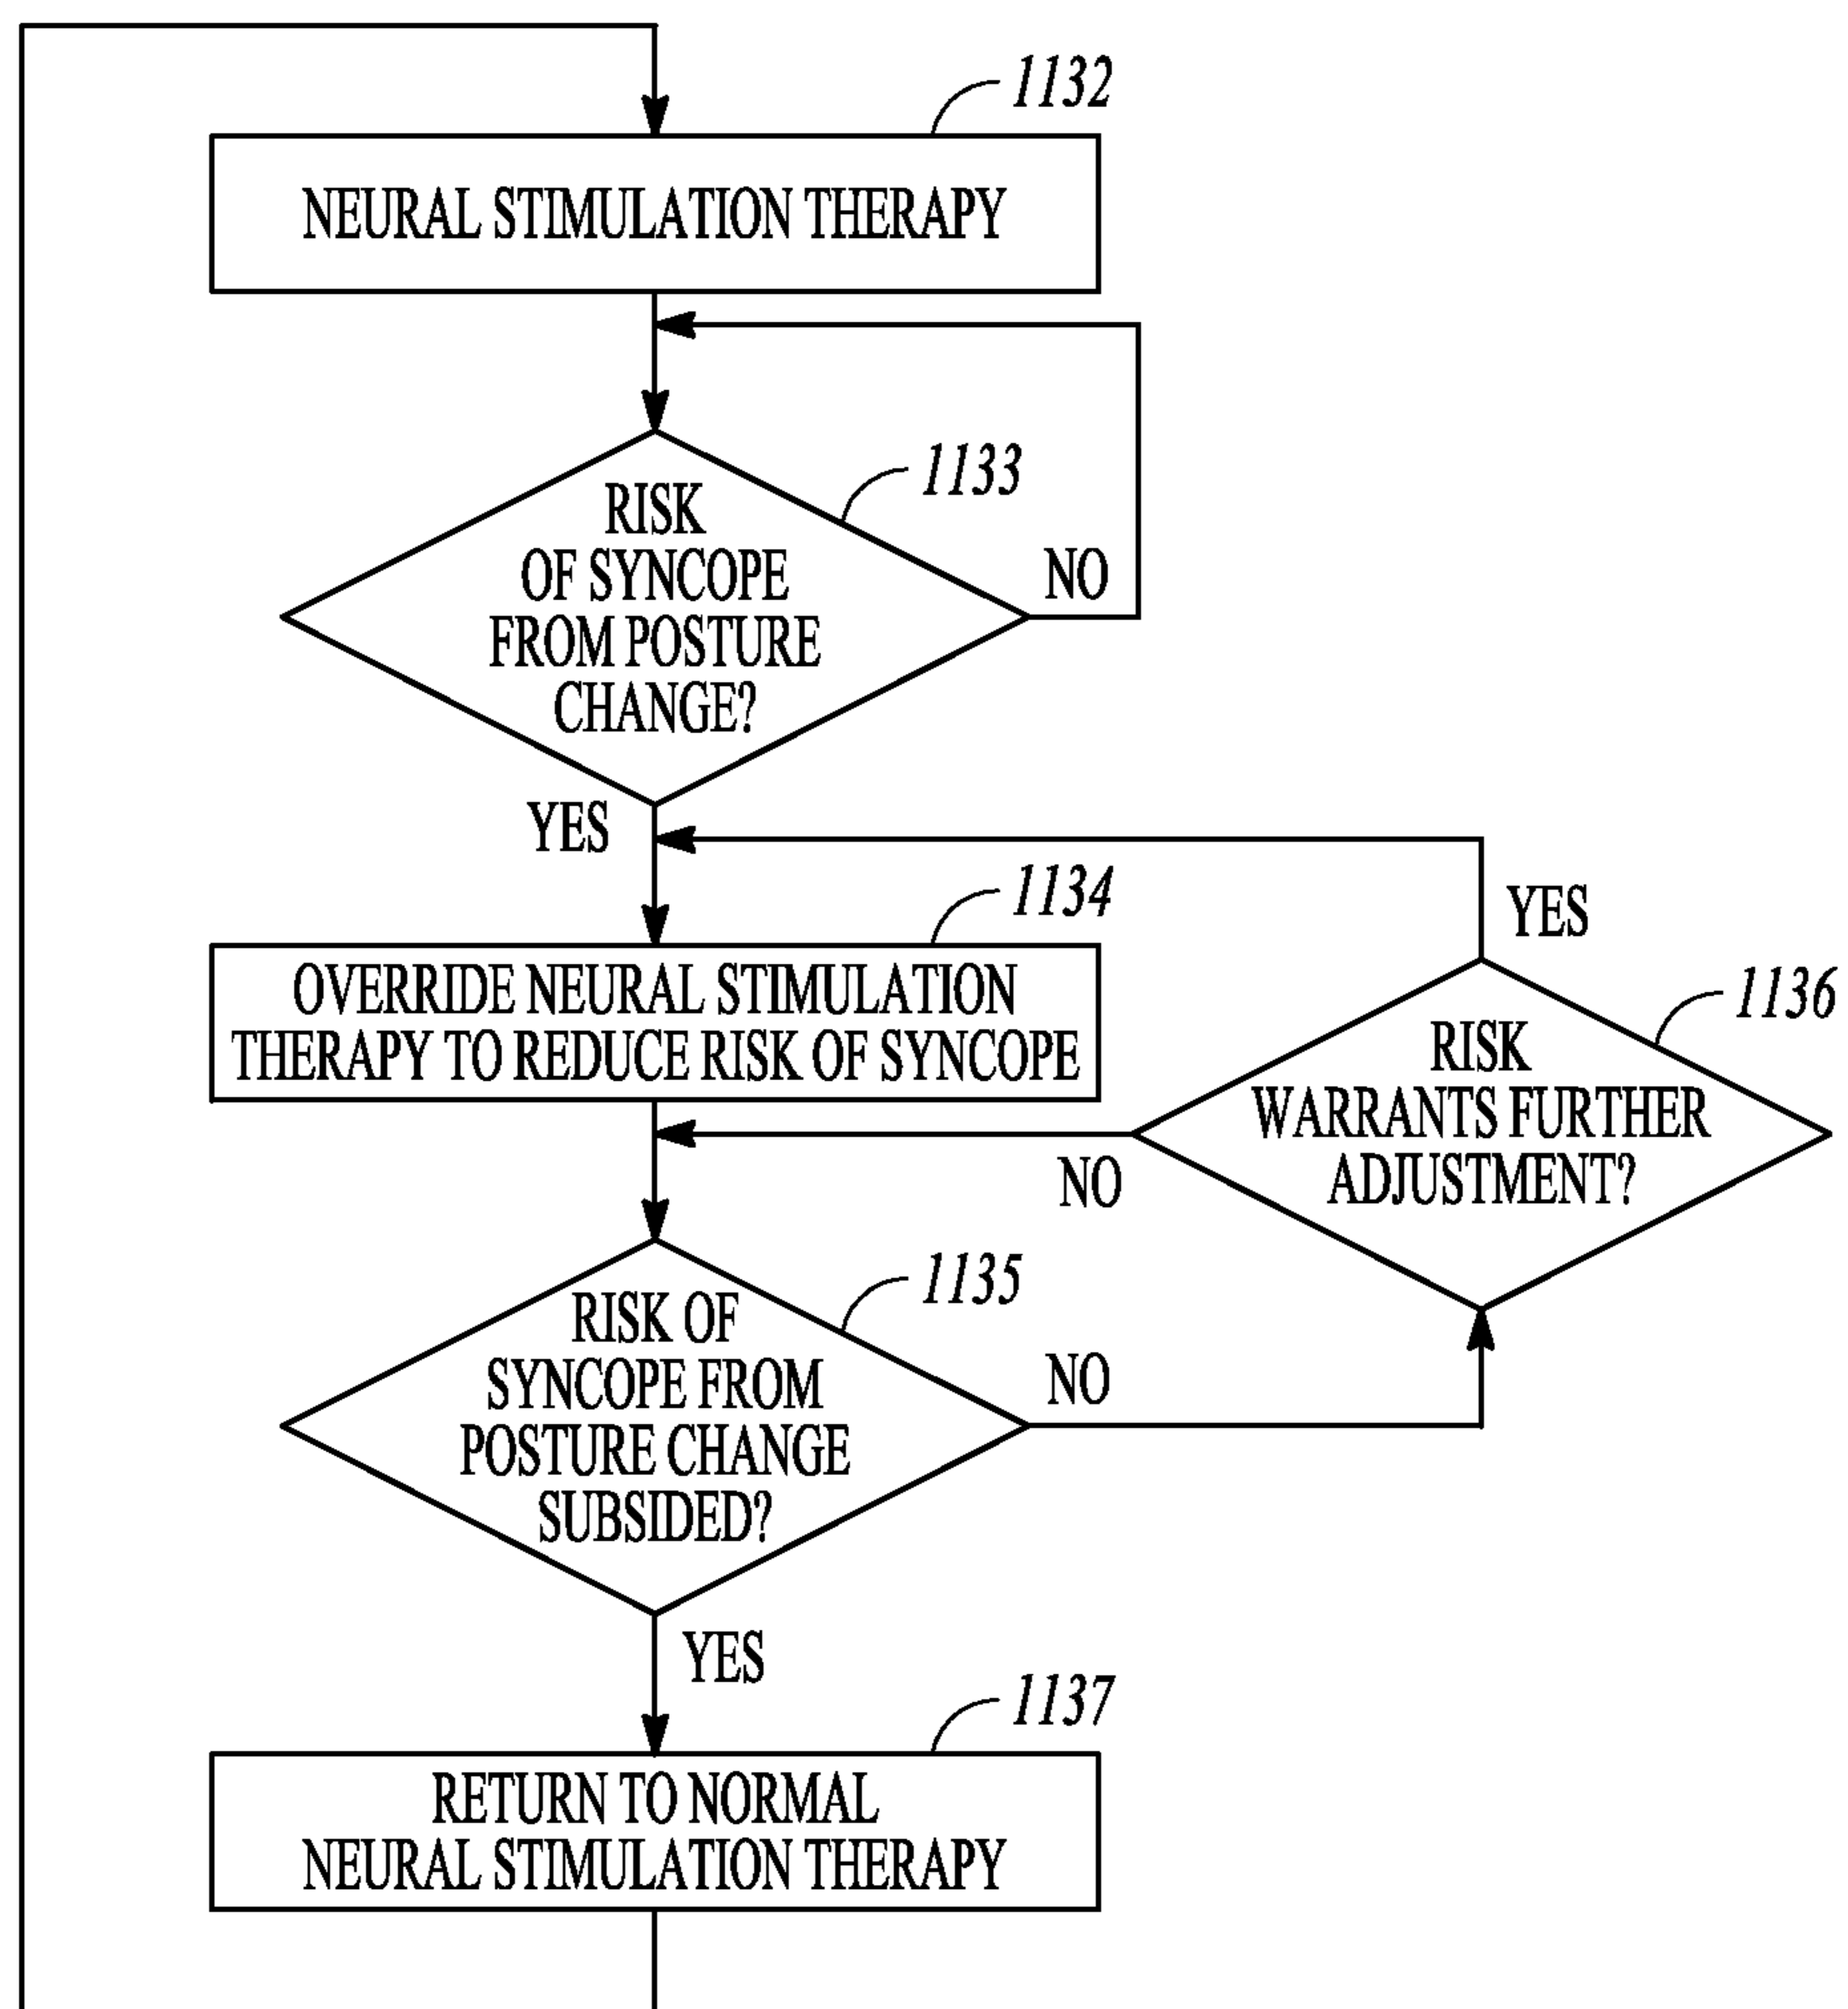 1132
NEURAL STIMULATION THERAPY
1133
RISK
OF SYNCOPE
FROM POSTURE
CHANGE?
NO
YES
1134
OVERRIDE NEURAL STIMULATION
THERAPY TO REDUCE RISK OF SYNCOPE
YES
1136
RISK
WARRANTS FURTHER
ADJUSTMENT?
NO
1135
RISK OF
SYNCOPE FROM
POSTURE CHANGE
SUBSIDED?
NO
YES
1137
RETURN TO NORMAL
NEURAL STIMULATION THERAPY